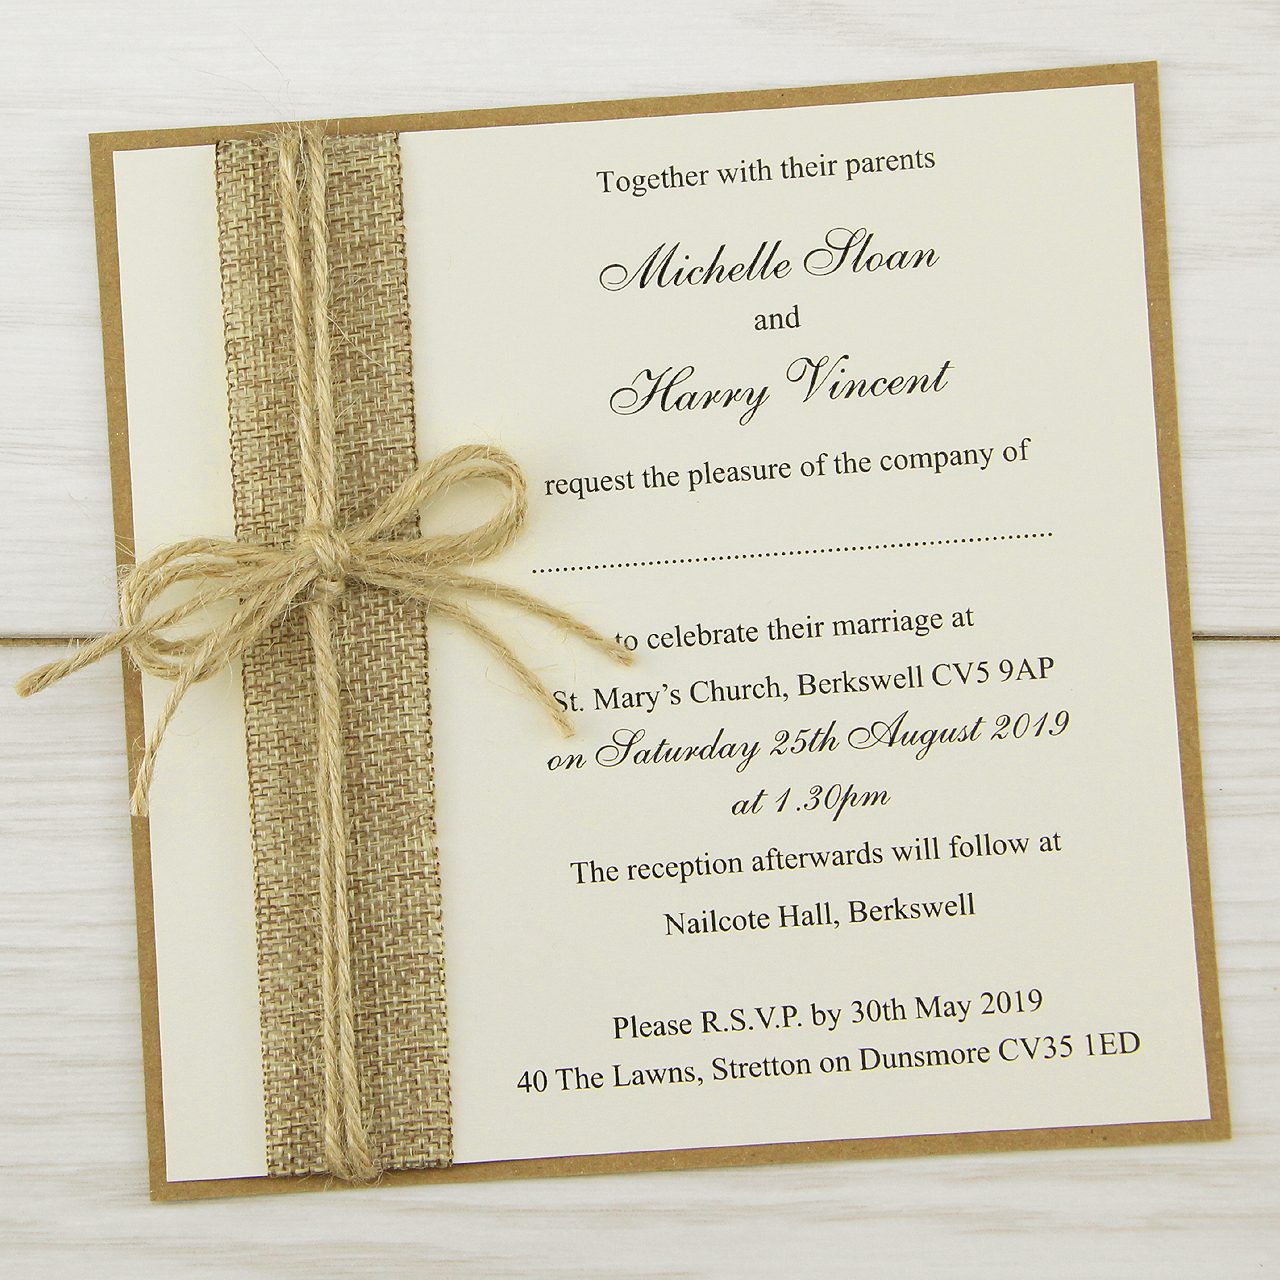 Together with their parents
Michelle Sloan
and
Harry Vincent
request the pleasure of the company of
................................................................
to celebrate their marriage at
St. Mary's Church, Berkswell CV5 9AP
on Saturday 25th August 2019
at 1.30pm
The reception afterwards will follow at
Nailcote Hall, Berkswell
Please R.S.V.P. by 30th May 2019
40 The Lawns, Stretton on Dunsmore CV35 1ED